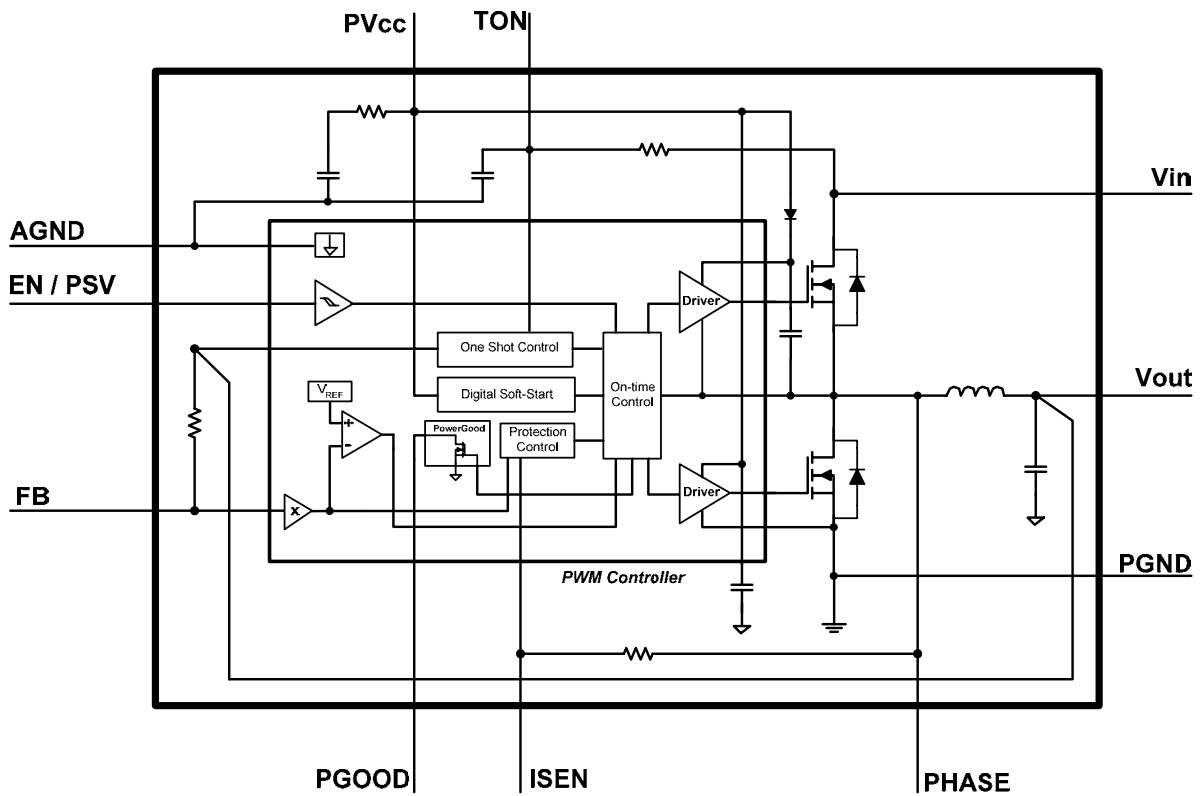 PVcc
TON
Vin
AGND
EN / PSV
Driver
One Shot Control
On-time
Control
Digital Soft-Start
Vout
VREF
PowerGood
Protection
Control
+
-
FB
x
Driver
PWM Controller
PGND
PGOOD
ISEN
PHASE